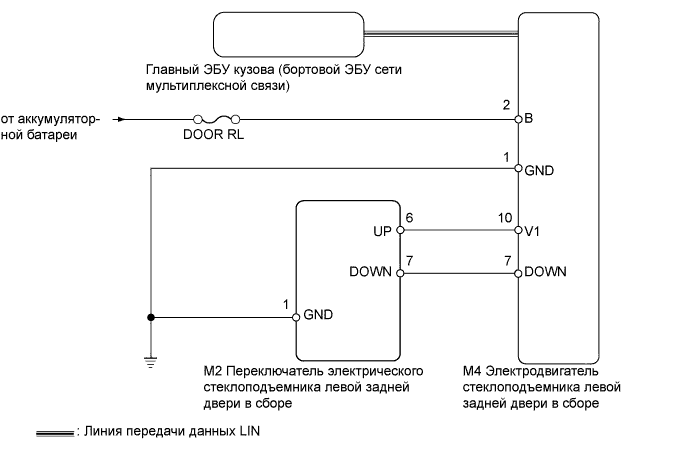 Главный ЭБУ кузова (бортовой ЭБУ сети
мультиплексной связи)
от аккумулятор-
ной батареи
DOOR RL
2
B
1
GND
UP
6
10
V1
DOWN
7
7
DOWN
1
GND
M2 Переключатель электрического
стеклоподъемника левой задней
двери в сборе
M4 Электродвигатель
стеклоподъемника левой
задней двери в сборе
: Линия передачи данных LIN